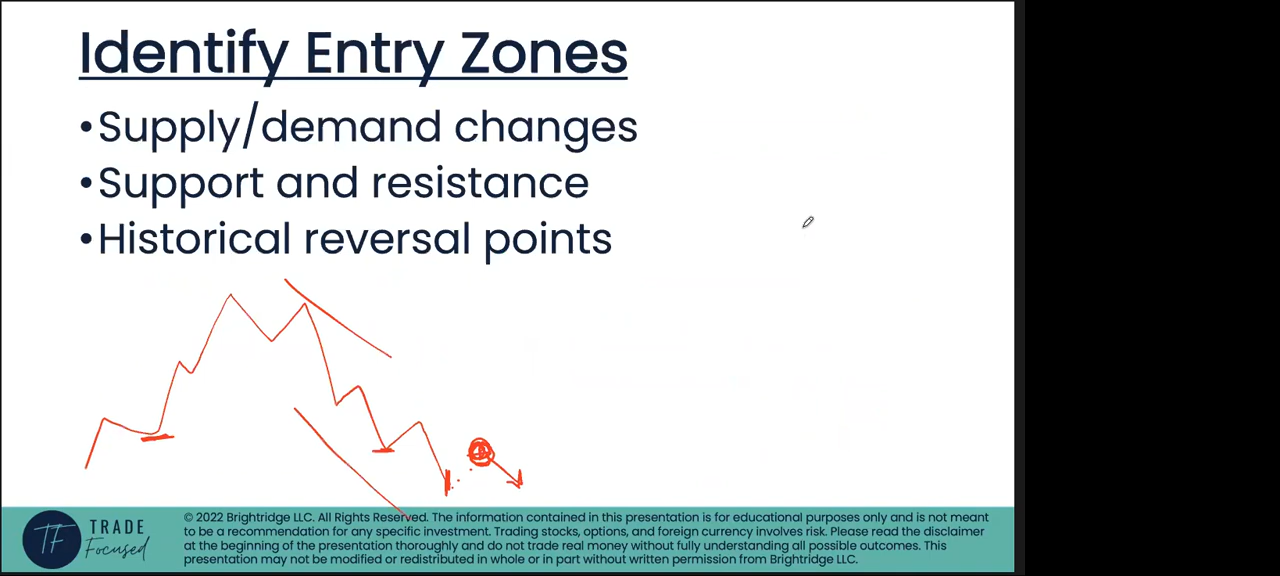 Identify Entry Zones
•Supply/demand changes
•Support and resistance
•Historical reversal points
TF
TRADE
Focused
© 2022 Brightridge LLC. All Rights Reserved. The information contained in this presentation is for educational purposes only and is not meant
to be a recommendation for any specific investment. Trading stocks, options, and foreign currency involves risk. Please read the disclaimer
at the beginning of the presentation thoroughly and do not trade real money without fully understanding all possible outcomes. This
presentation may not be modified or redistributed in whole or in part without written permission from Brightridge LLC.